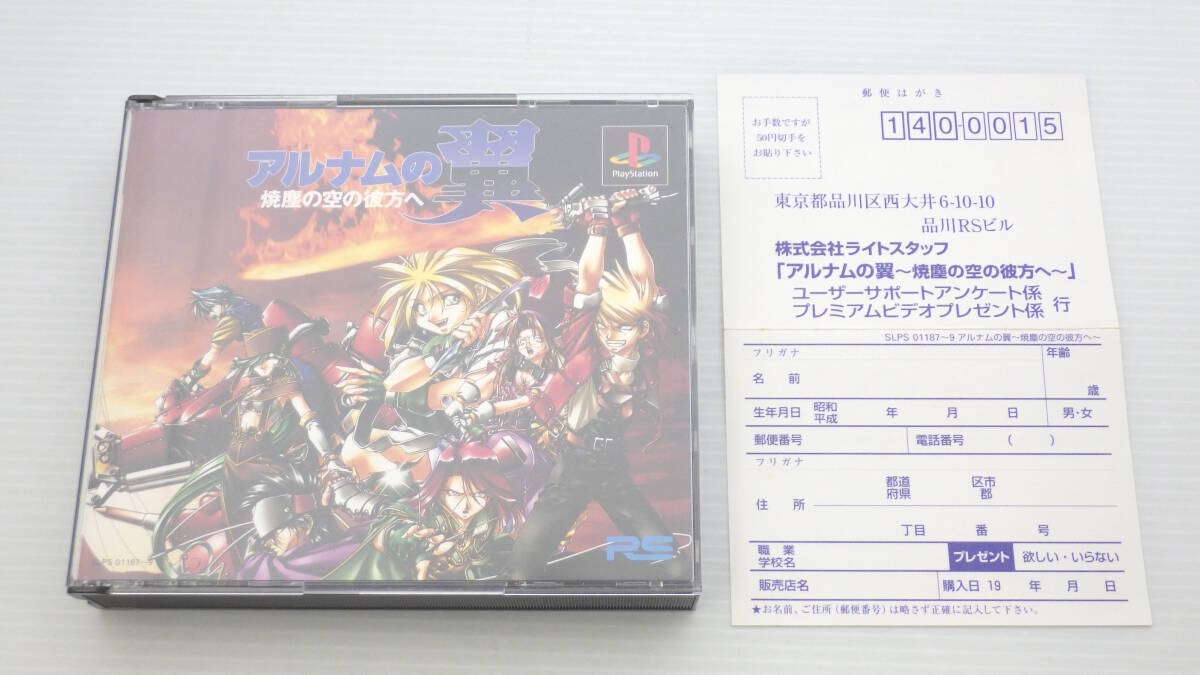 アルナムの翼
焼塵の空の彼方へ
PlayStation
RS
SLPS 01187~9
郵便はがき
お手数ですが
50円切手を
お貼り下さい
140-0015
東京都品川区西大井6-10-10
品川RSビル
株式会社ライトスタッフ
「アルナムの翼~焼塵の空の彼方へ~」
ユーザーサポートアンケート係
プレミアムビデオプレゼント係 行
SLPS 01187~9 アルナムの翼~焼塵の空の彼方へ~
フリガナ 年齢
名前 歳
生年月日 昭和 平成 年 月 日 男・女
郵便番号 電話番号 ( )
フリガナ
住所 都道府県 区市郡
丁目 番 号
職業 学校名 プレゼント 欲しい・いらない
販売店名 購入日 19 年 月 日
★お名前、ご住所(郵便番号)は略さず正確に記入して下さい。